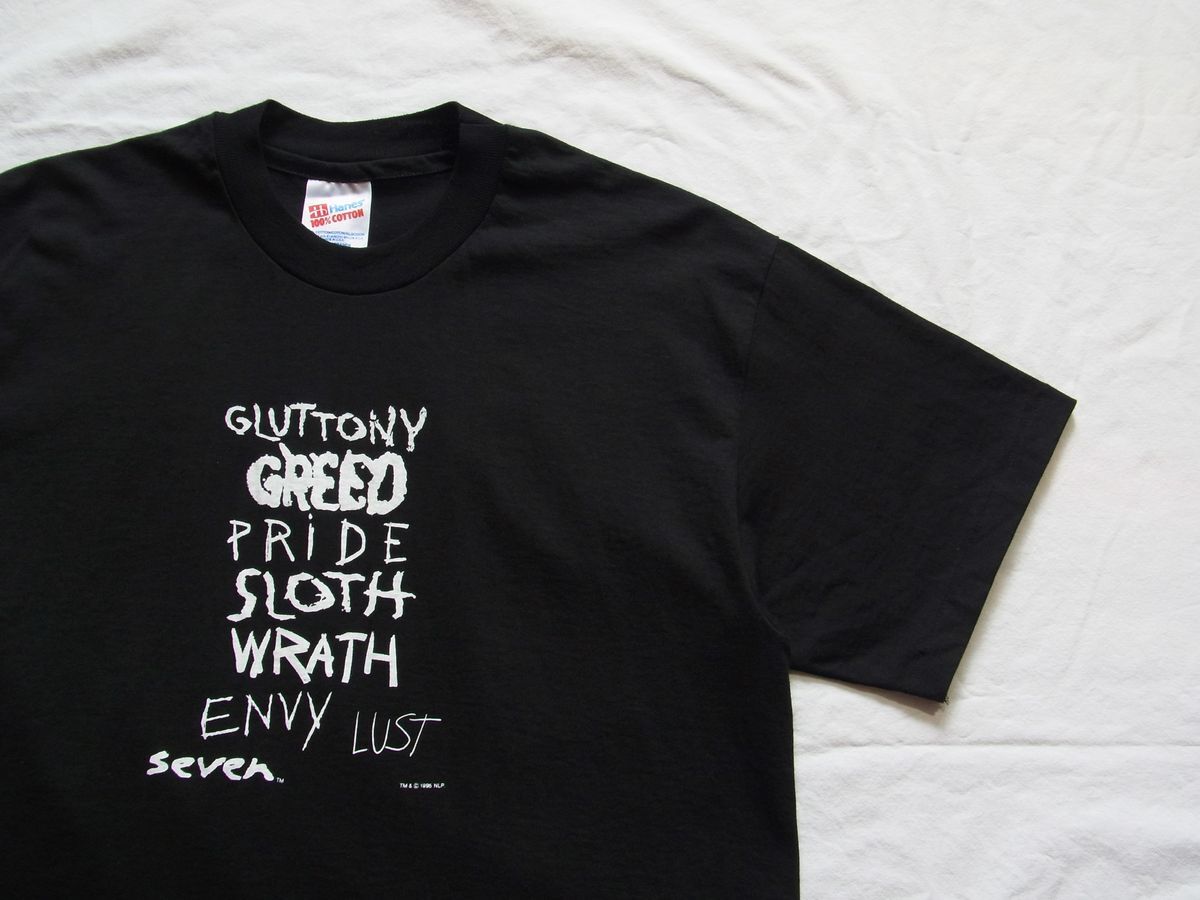 Hanes
100% COTTON
GLUTTONY
GREED
PRiDE
SLOTH
WRATH
ENVY LUST
seven™
TM & © 1995 NLP.